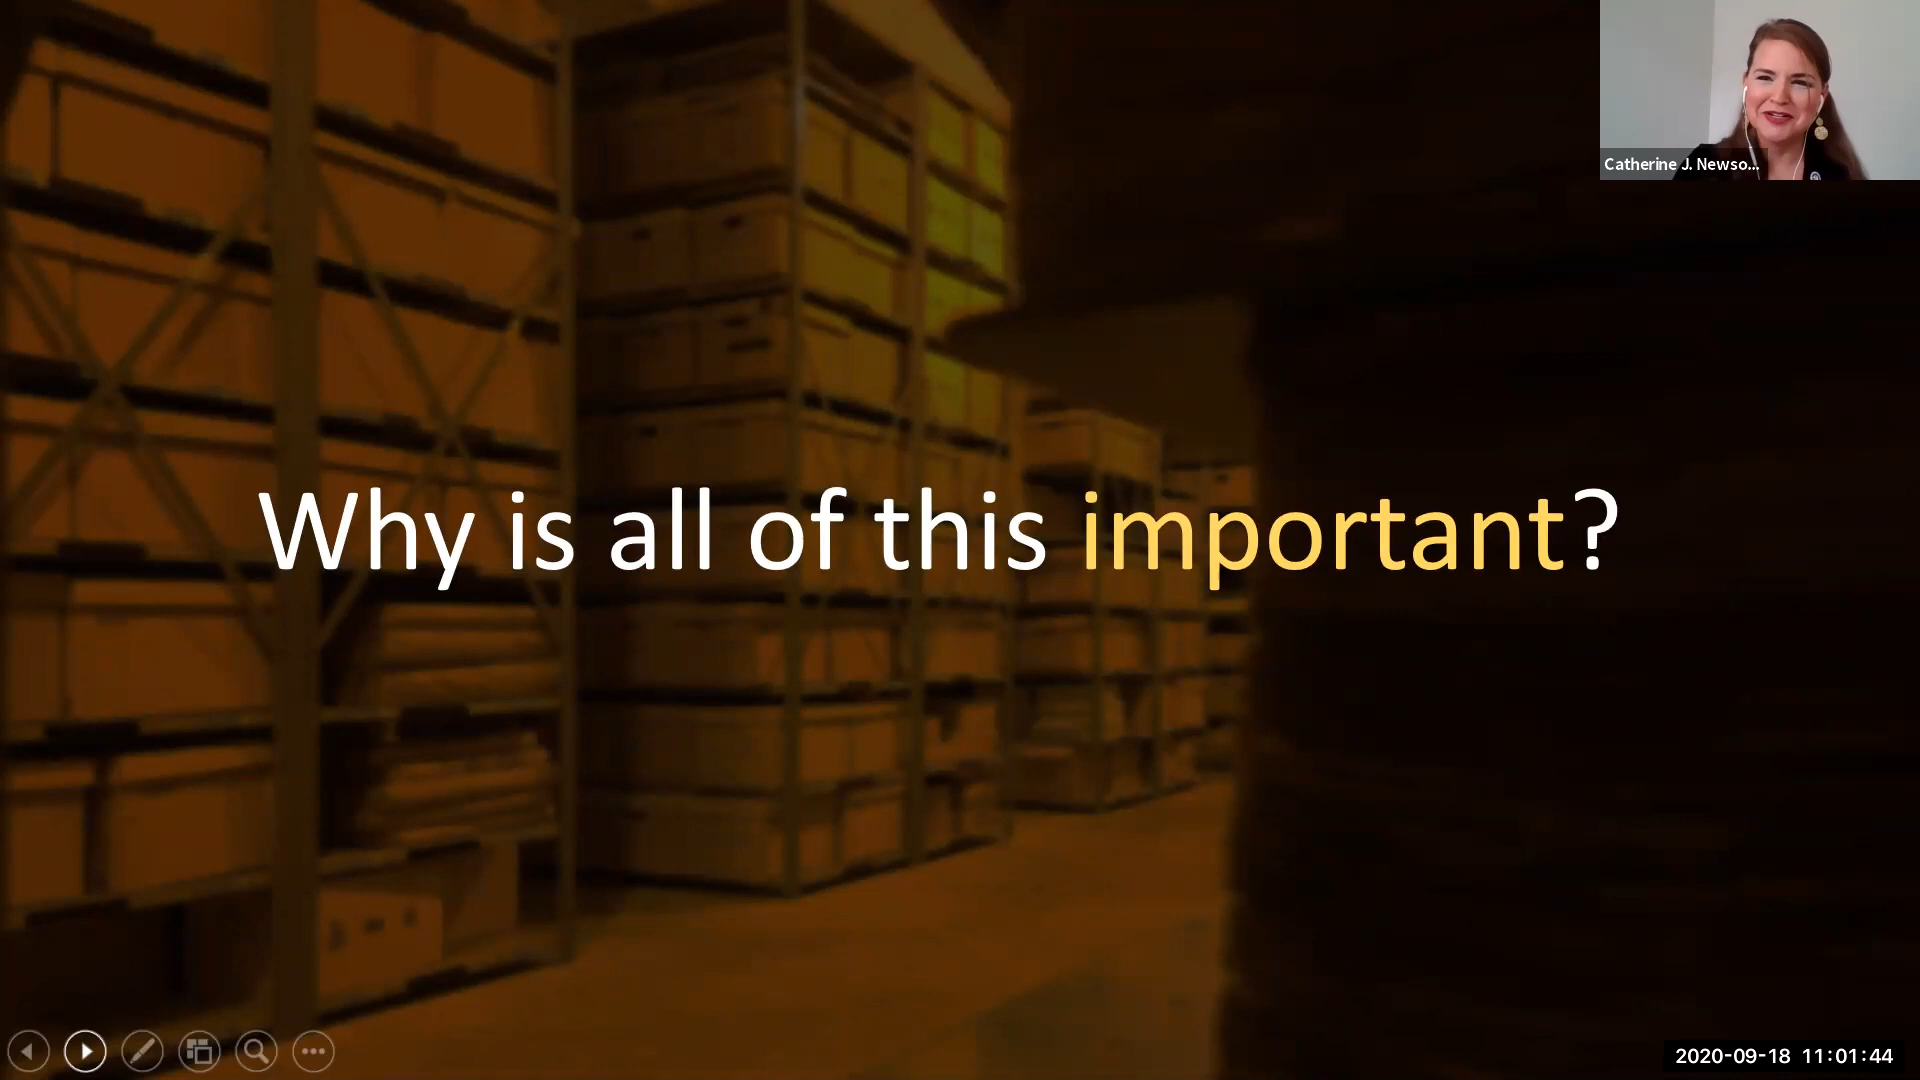 Catherine J. Newso...
Why is all of this important?
2020-09-18 11:01:44